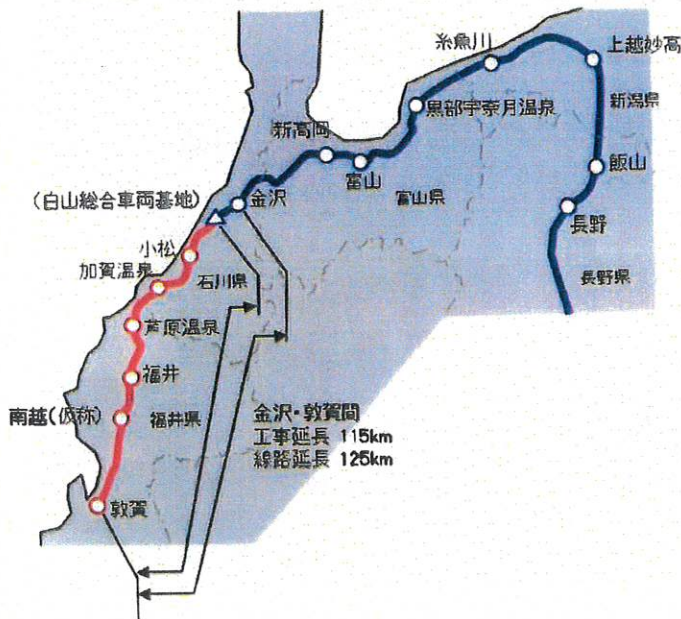 糸魚川
上越妙高
新潟県
黒部宇奈月温泉
新高岡
富山
飯山
(白山総合車両基地)
金沢
富山県
長野
小松
加賀温泉
石川県
長野県
芦原温泉
福井
南越(仮称)
福井県
金沢・敦賀間
工事延長 115km
線路延長 125km
敦賀